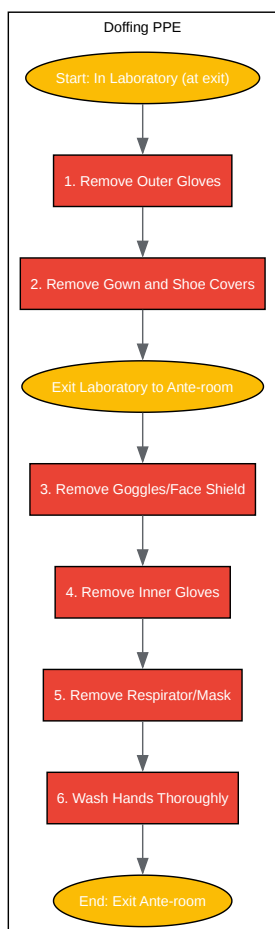 Doffing PPE
Start: In Laboratory (at exit)
1. Remove Outer Gloves
2. Remove Gown and Shoe Covers
Exit Laboratory to Ante-room
3. Remove Goggles/Face Shield
4. Remove Inner Gloves
5. Remove Respirator/Mask
6. Wash Hands Thoroughly
End: Exit Ante-room